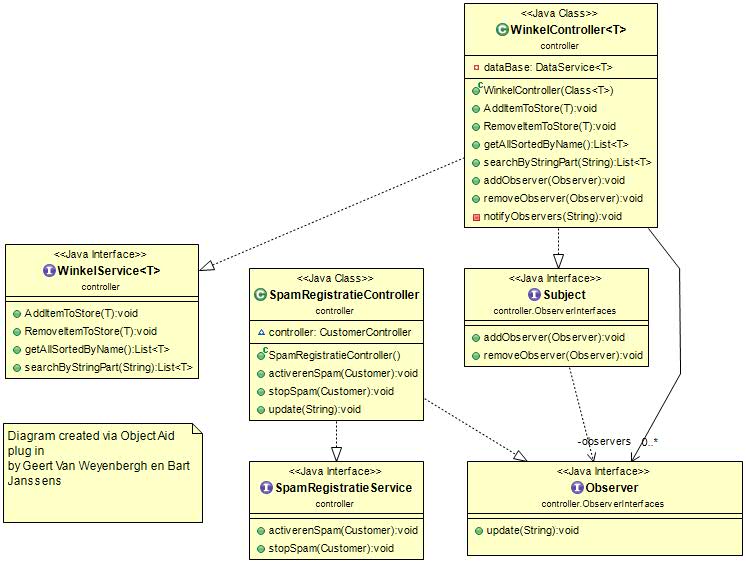 <<Java Class>>
WinkelController<T>
controller
dataBase: DataService<T>
WinkelController(Class<T>)
AddItemToStore(T):void
RemoveItemToStore(T):void
getAllSortedByName():List<T>
searchByStringPart(String):List<T>
addObserver(Observer):void
removeObserver(Observer):void
notifyObservers(String):void
<<Java Interface>>
WinkelService<T>
controller
AddItemToStore(T):void
RemoveItemToStore(T):void
getAllSortedByName():List<T>
searchByStringPart(String):List<T>
<<Java Class>>
SpamRegistratieController
controller
controller: CustomerController
SpamRegistratieController()
activerenSpam(Customer):void
stopSpam(Customer):void
update(String):void
<<Java Interface>>
Subject
controller.ObserverInterfaces
addObserver(Observer):void
removeObserver(Observer):void
-observers 0..*
Diagram created via Object Aid
plug in
by Geert Van Weyenbergh en Bart
Janssens
<<Java Interface>>
SpamRegistratieService
controller
activerenSpam(Customer):void
stopSpam(Customer):void
<<Java Interface>>
Observer
controller.ObserverInterfaces
update(String):void